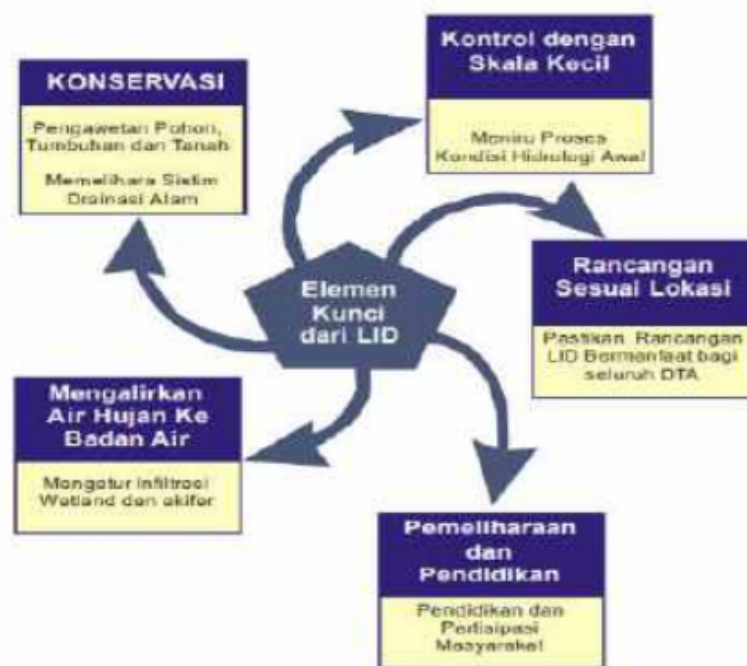 KONSERVASI
Pengawetan Pohon,
Tumbuhan dan Tanah
Memelihara Sistim
Drainasi Alam
Kontrol dengan
Skala Kecil
Meniru Proses
Kondisi Hidrologi Awal
Elemen
Kunci
dari LID
Rancangan
Sesuai Lokasi
Pastikan Rancangan
LID Bermanfaat bagi
seluruh DTA
Mengalirkan
Air Hujan Ke
Badan Air
Mengatur Infiltrasi
Wetland dan akifer
Pemeliharaan
dan
Pendidikan
Pendidikan dan
Partisipasi
Masyarakat